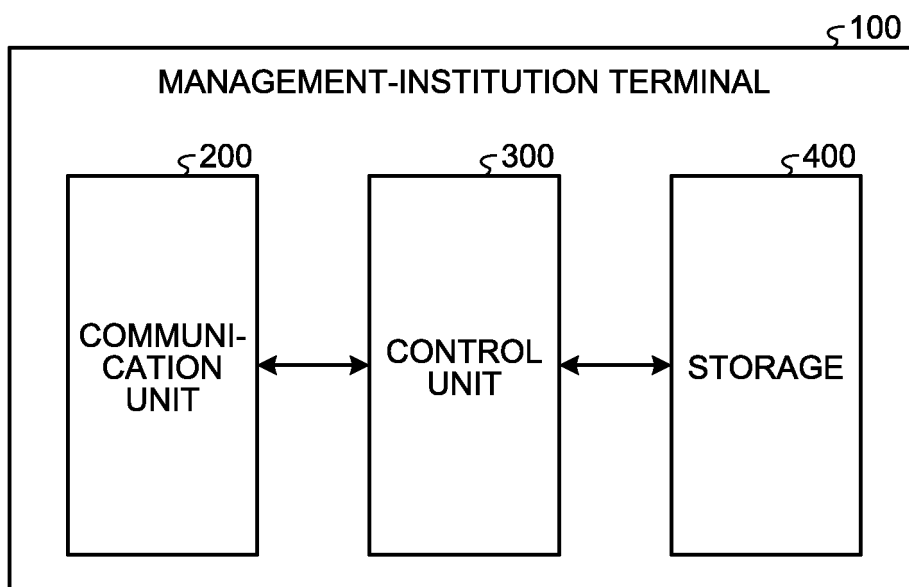 100
MANAGEMENT-INSTITUTION TERMINAL
200
300
400
COMMUNI-
CATION
UNIT
CONTROL
UNIT
STORAGE